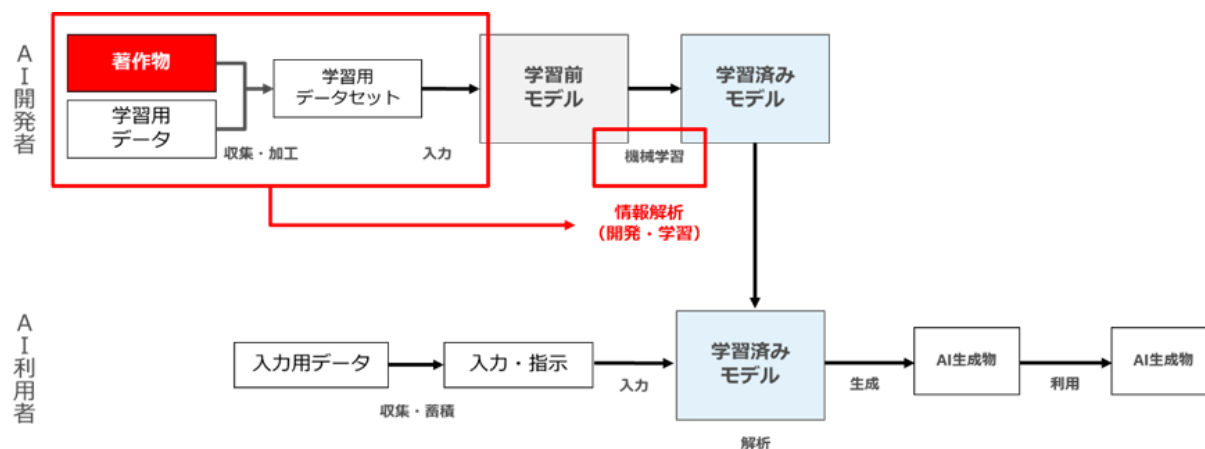 AI開発者
著作物
学習用
データ
収集・加工
学習用
データセット
入力
学習前
モデル
機械学習
学習済み
モデル
情報解析
（開発・学習）
AI利用者
入力用データ
収集・蓄積
入力・指示
入力
学習済み
モデル
解析
生成
AI生成物
利用
AI生成物